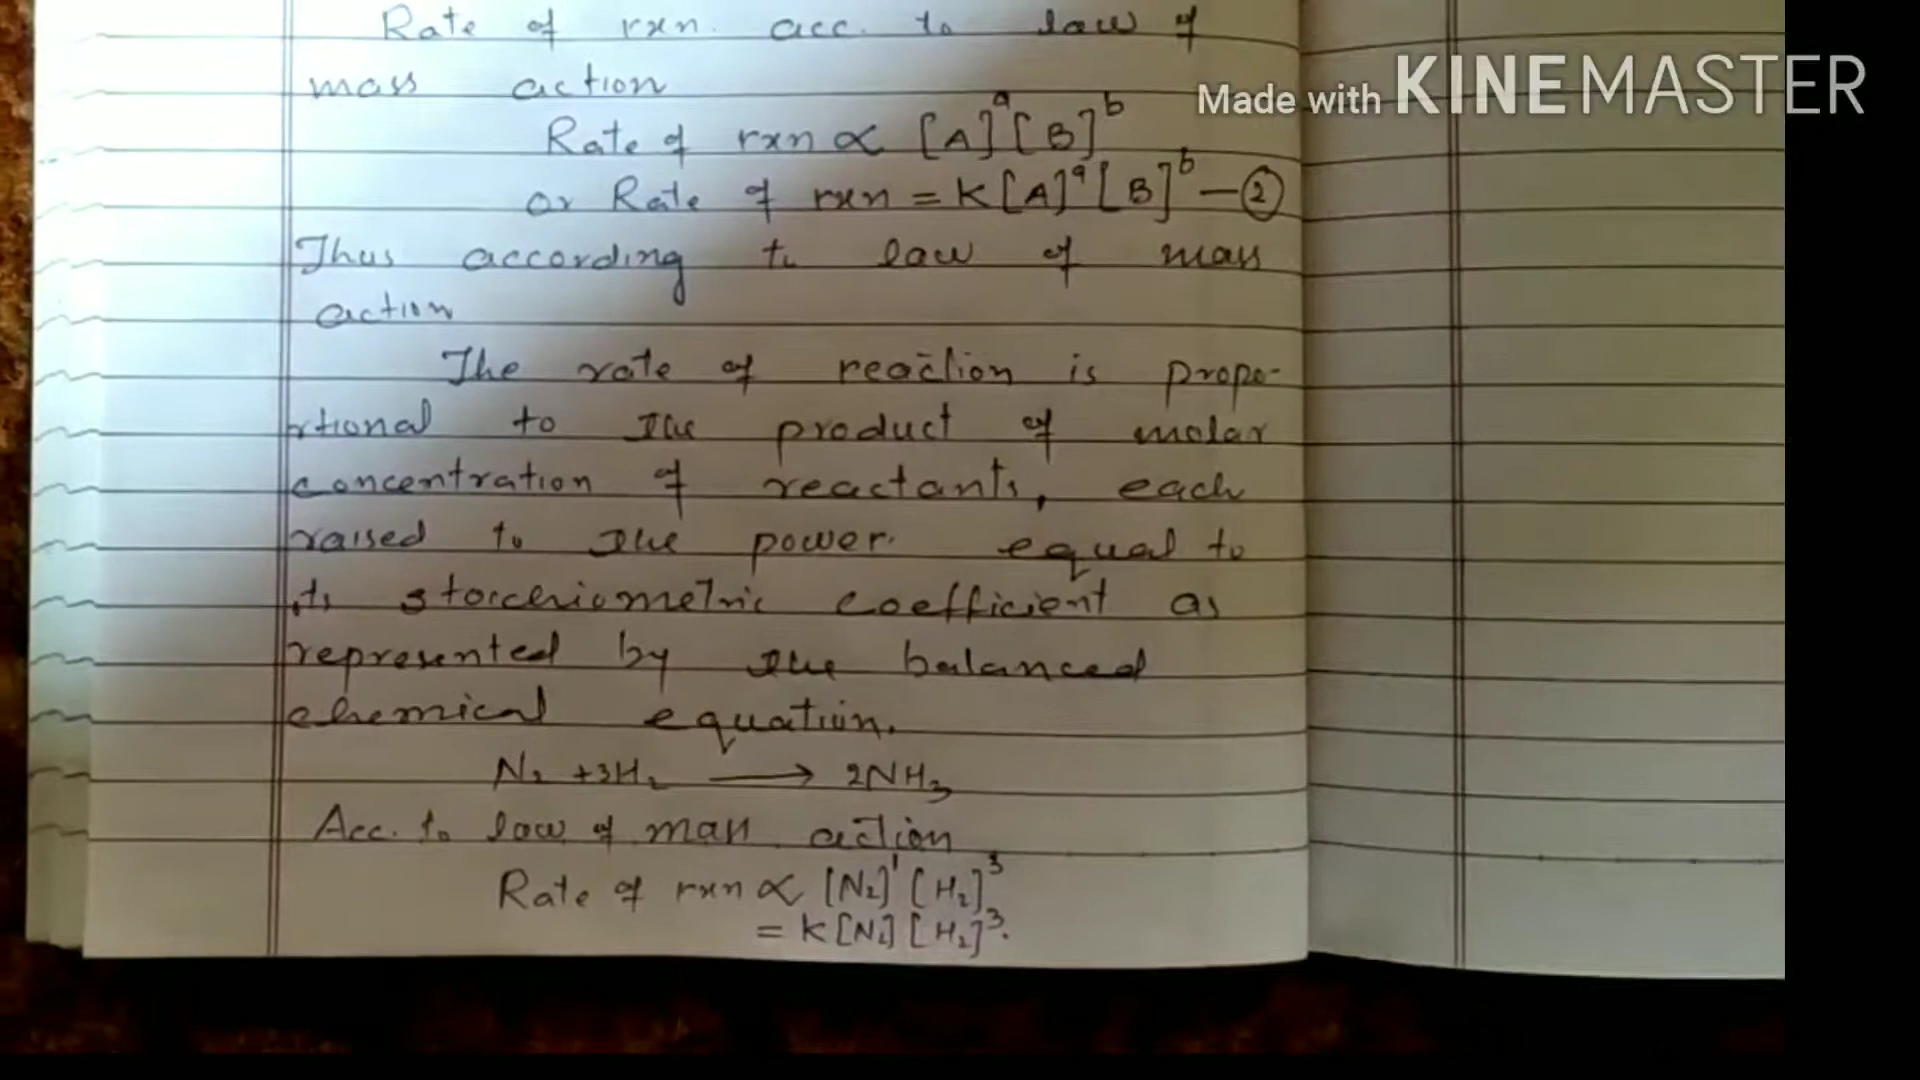 Rate of rxn. acc. to law of
mass action
Made with KINEMASTER
Rate of rxn ∝ [A]^a [B]^b
or Rate of rxn = K[A]^a [B]^b — ②
Thus according to law of mass
action
The rate of reaction is propo-
rtional to the product of molar
concentration of reactants, each
raised to the power. equal to
its stoiceriometric coefficient as
represented by the balanced
chemical equation.
N₂ + 3H₂ ⟶ 2NH₃
Acc. to law of mass action
Rate of rxn ∝ [N₂]^1 [H₂]^3
= K[N₂] [H₂]^3.